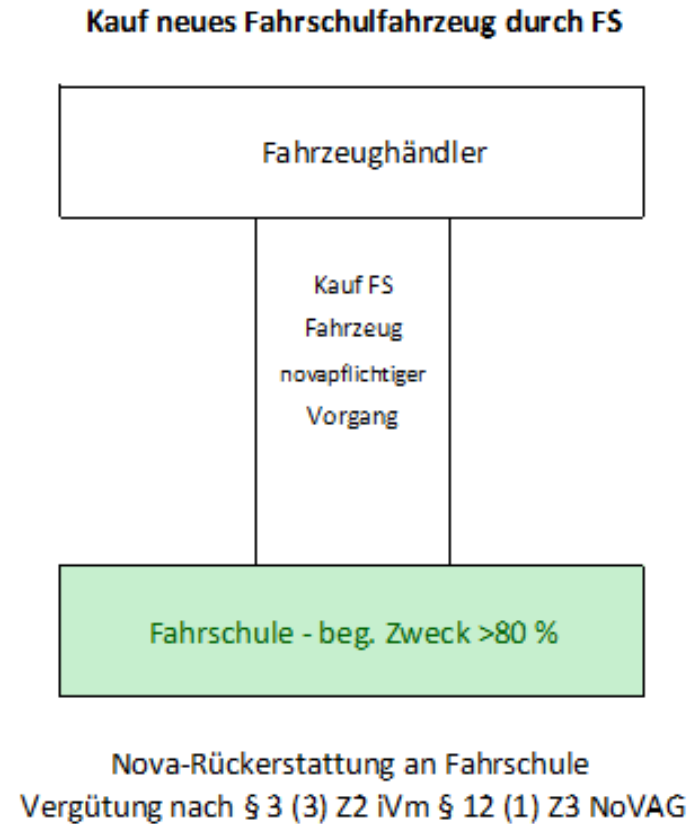 Kauf neues Fahrschulfahrzeug durch FS
Fahrzeughändler
Kauf FS
Fahrzeug
novapflichtiger
Vorgang
Fahrschule - beg. Zweck >80 %
Nova-Rückerstattung an Fahrschule
Vergütung nach § 3 (3) Z2 iVm § 12 (1) Z3 NoVAG